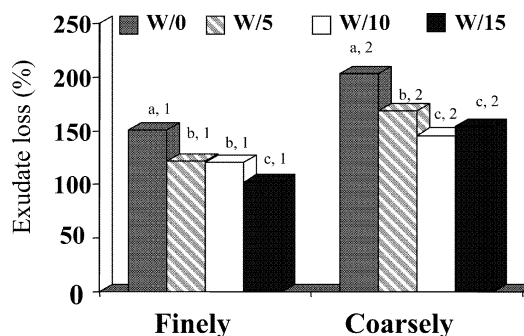 250
W/0 W/5 W/10 W/15
200
150
100
50
0
Exudate loss (%)
a, 1
b, 1
b, 1
c, 1
a, 2
b, 2
c, 2
c, 2
Finely Coarsely